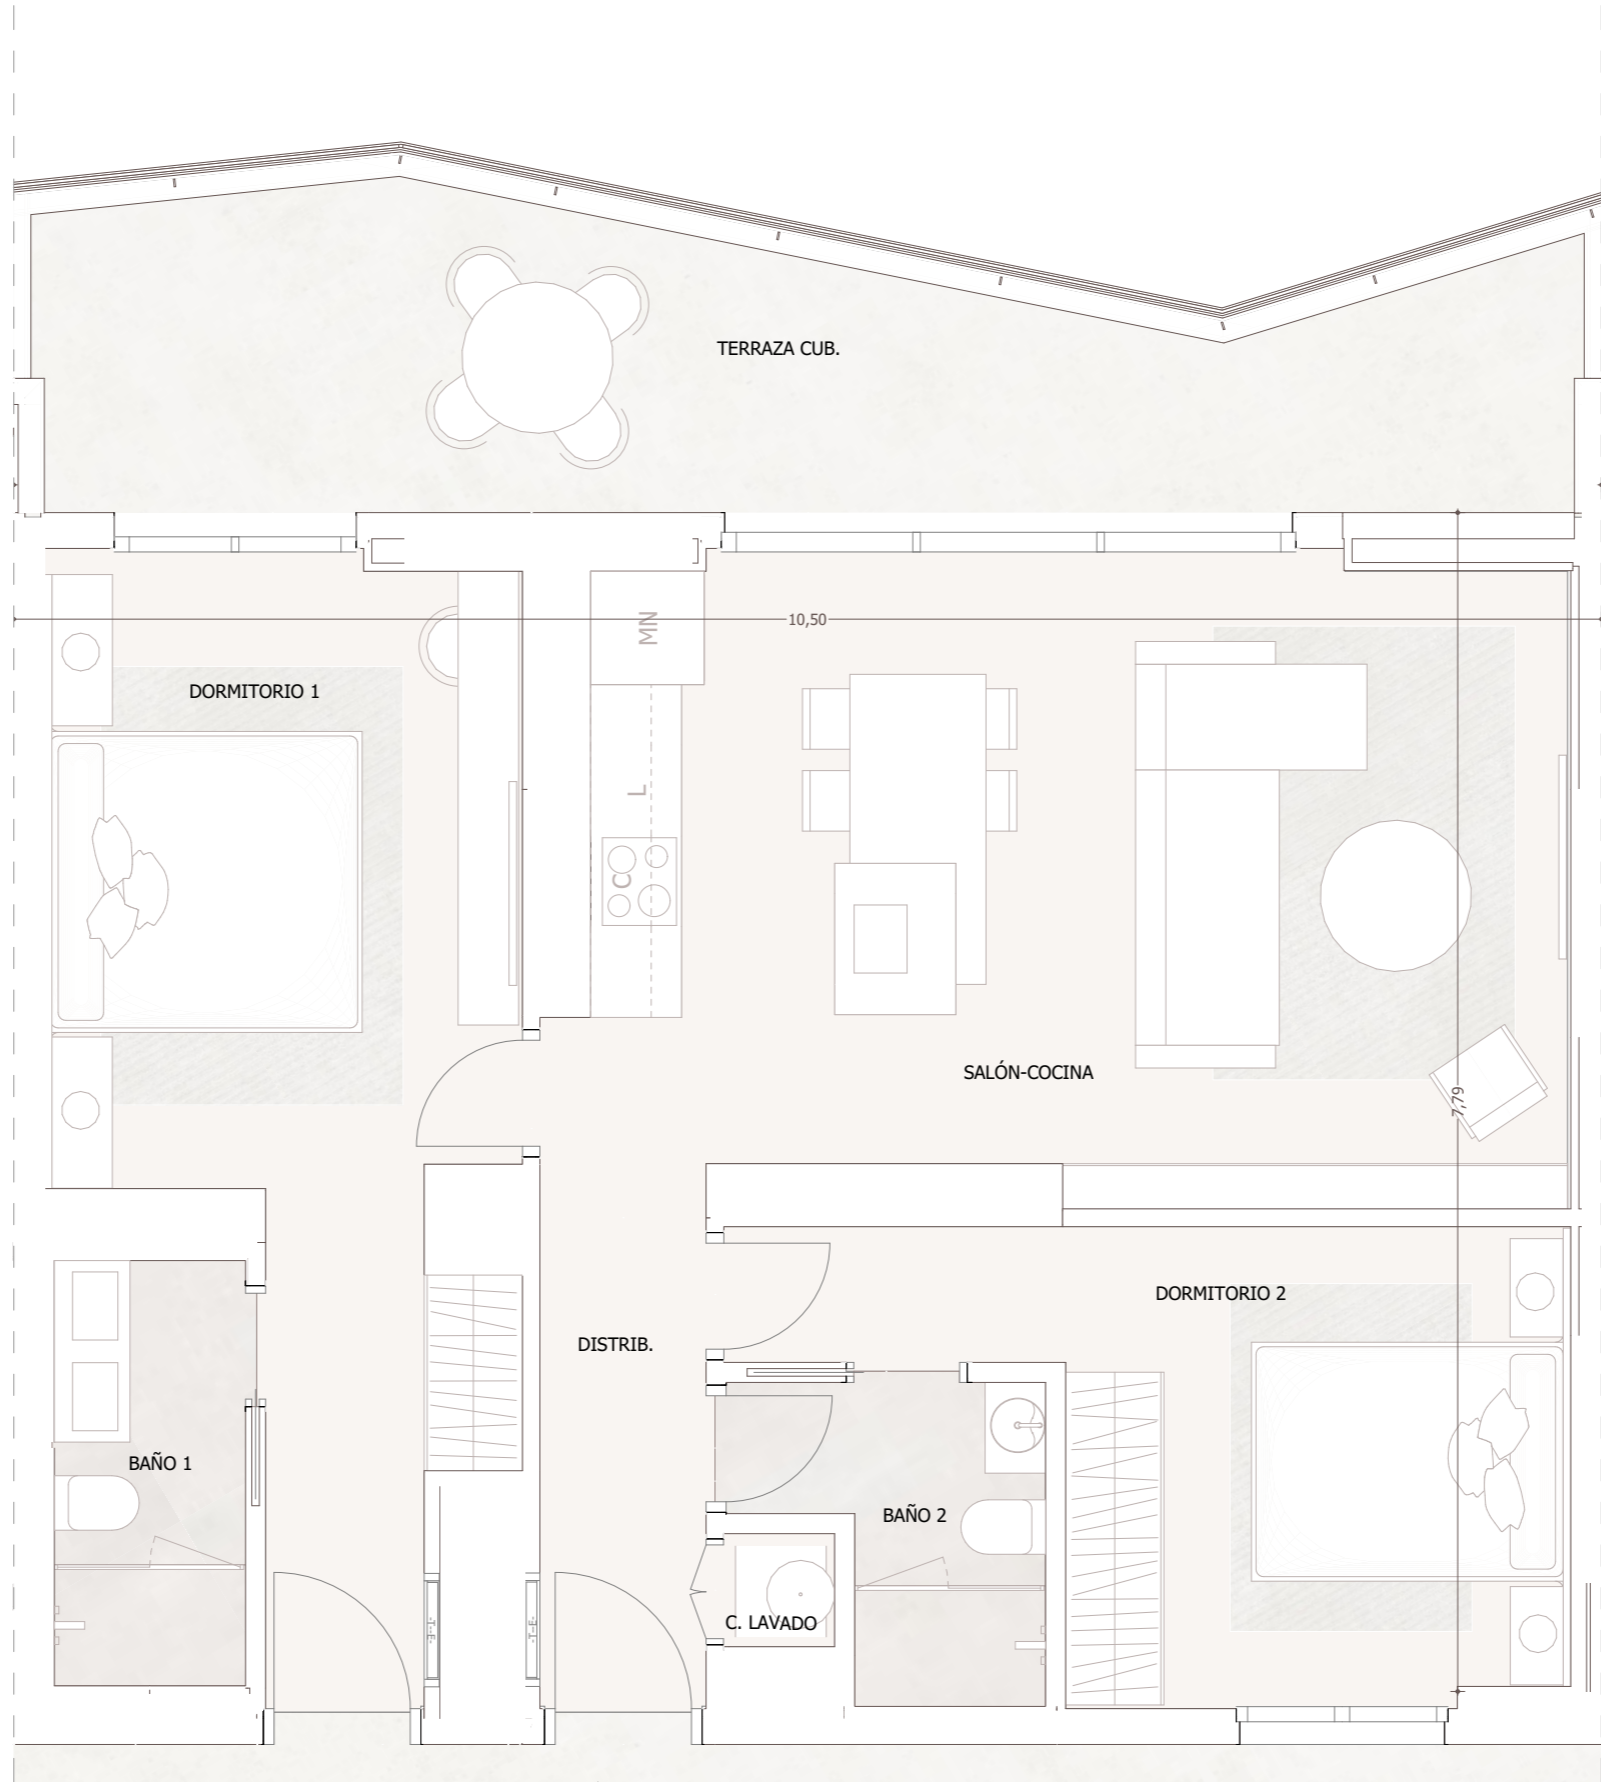 TERRAZA CUB.
10,50
MN
DORMITORIO 1
L
C
SALÓN-COCINA
7,79
DORMITORIO 2
DISTRIB.
BAÑO 1
BAÑO 2
C. LAVADO
-T-E-
-T-E-